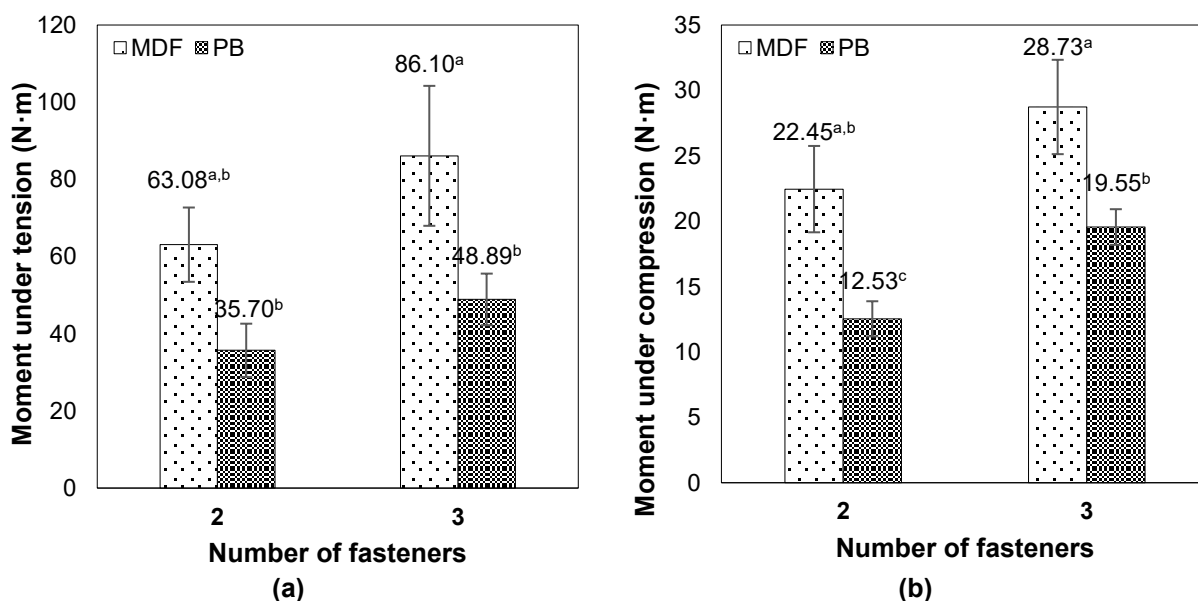 Moment under tension (N·m)
120
100
80
60
40
20
0
MDF PB
63.08a,b
35.70b
86.10a
48.89b
2 3
Number of fasteners
(a)
Moment under compression (N·m)
35
30
25
20
15
10
5
0
MDF PB
22.45a,b
12.53c
28.73a
19.55b
2 3
Number of fasteners
(b)